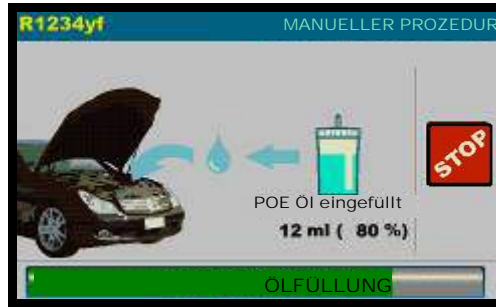 R1234yf MANUELLER PROZEDUR
STOP
POE Öl eingefüllt
12 ml ( 80 %)
ÖLFÜLLUNG